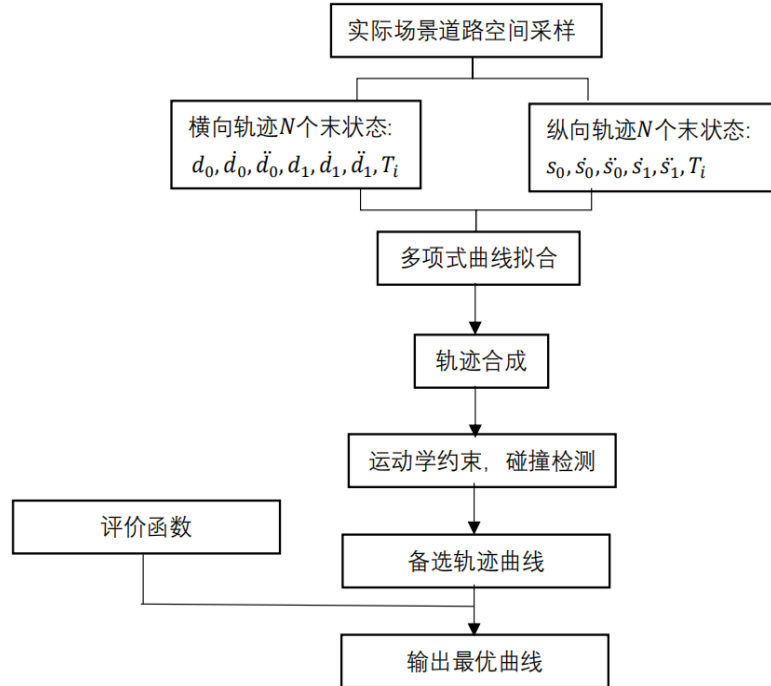 实际场景道路空间采样
横向轨迹N个末状态:
d₀, ḋ₀, d̈₀, d₁, ḋ₁, d̈₁, Tᵢ
纵向轨迹N个末状态:
s₀, ṡ₀, s̈₀, ṡ₁, s̈₁, Tᵢ
多项式曲线拟合
轨迹合成
运动学约束，碰撞检测
评价函数
备选轨迹曲线
输出最优曲线